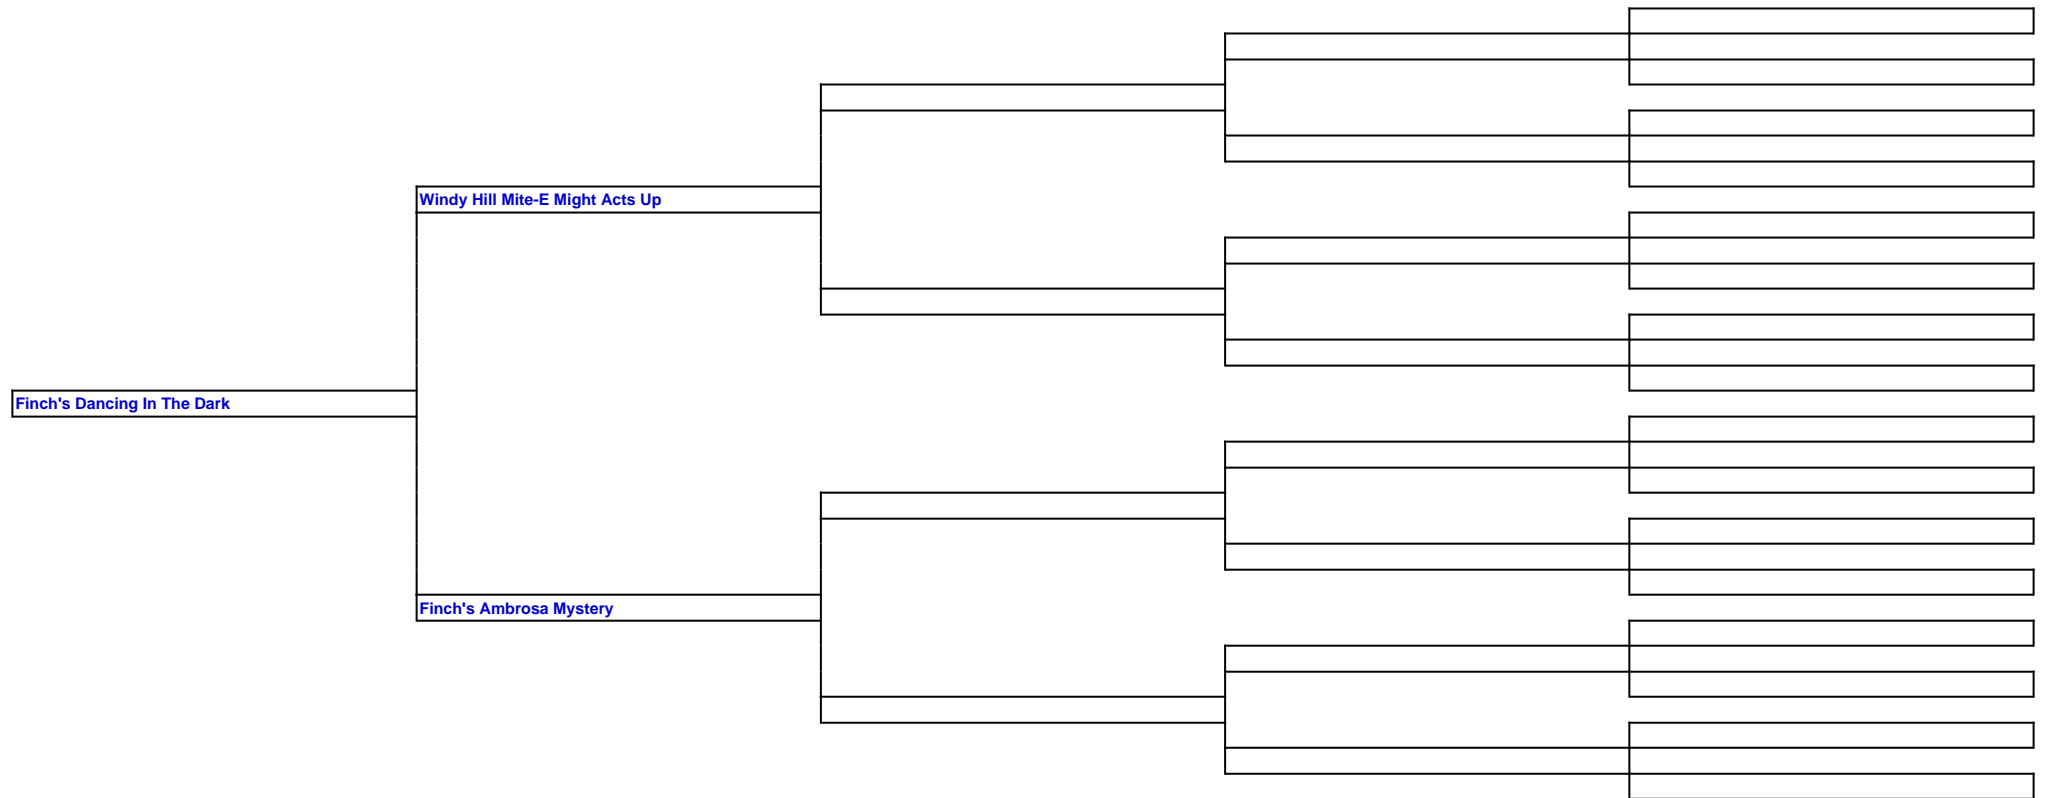 Windy Hill Mite-E Might Acts Up
Finch's Dancing In The Dark
Finch's Ambrosa Mystery